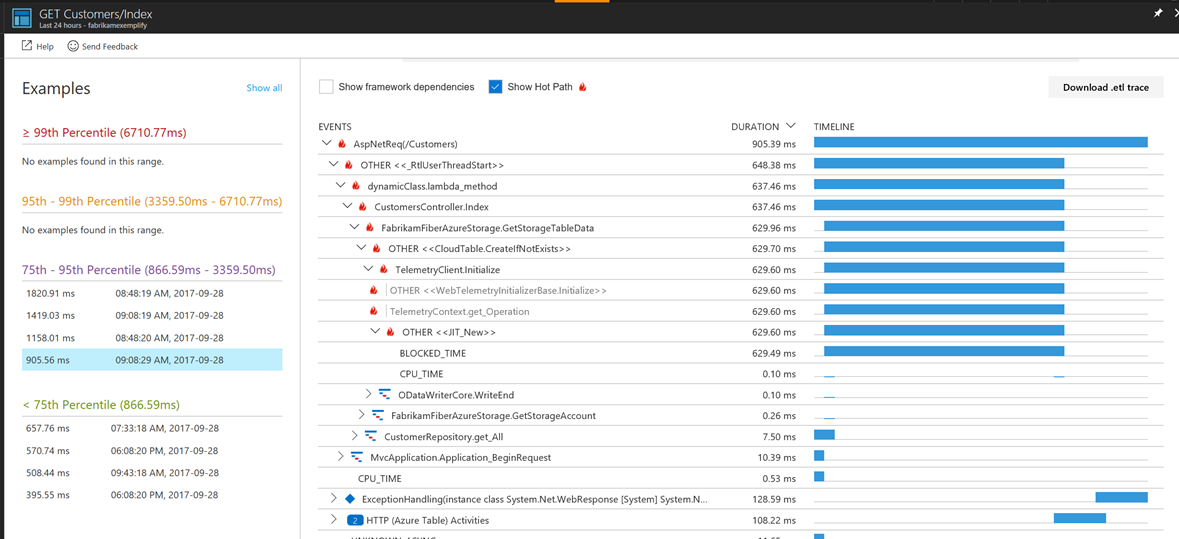 GET Customers/Index
Last 24 hours - fabrikamexemplify
Help Send Feedback
Examples Show all
≥ 99th Percentile (6710.77ms)
No examples found in this range.
95th - 99th Percentile (3359.50ms - 6710.77ms)
No examples found in this range.
75th - 95th Percentile (866.59ms - 3359.50ms)
1820.91 ms 08:48:19 AM, 2017-09-28
1419.03 ms 09:08:19 AM, 2017-09-28
1158.01 ms 08:48:20 AM, 2017-09-28
905.56 ms 09:08:29 AM, 2017-09-28
< 75th Percentile (866.59ms)
657.76 ms 07:33:18 AM, 2017-09-28
570.74 ms 06:08:20 PM, 2017-09-28
508.44 ms 09:43:18 AM, 2017-09-28
395.55 ms 06:08:20 PM, 2017-09-28
Show framework dependencies Show Hot Path Download .etl trace
EVENTS DURATION TIMELINE
AspNetReq(/Customers) 905.39 ms
OTHER <<_RtlUserThreadStart>> 648.38 ms
dynamicClass.lambda_method 637.46 ms
CustomersController.Index 637.46 ms
FabrikamFiberAzureStorage.GetStorageTableData 629.96 ms
OTHER <<CloudTable.CreateIfNotExists>> 629.70 ms
TelemetryClient.Initialize 629.60 ms
OTHER <<WebTelemetryInitializerBase.Initialize>> 629.60 ms
TelemetryContext.get_Operation 629.60 ms
OTHER <<JIT_New>> 629.60 ms
BLOCKED_TIME 629.49 ms
CPU_TIME 0.10 ms
ODataWriterCore.WriteEnd 0.10 ms
FabrikamFiberAzureStorage.GetStorageAccount 0.26 ms
CustomerRepository.get_All 7.50 ms
MvcApplication.Application_BeginRequest 10.39 ms
CPU_TIME 0.53 ms
ExceptionHandling(instance class System.Net.WebResponse [System] System.N... 128.59 ms
2 HTTP (Azure Table) Activities 108.22 ms